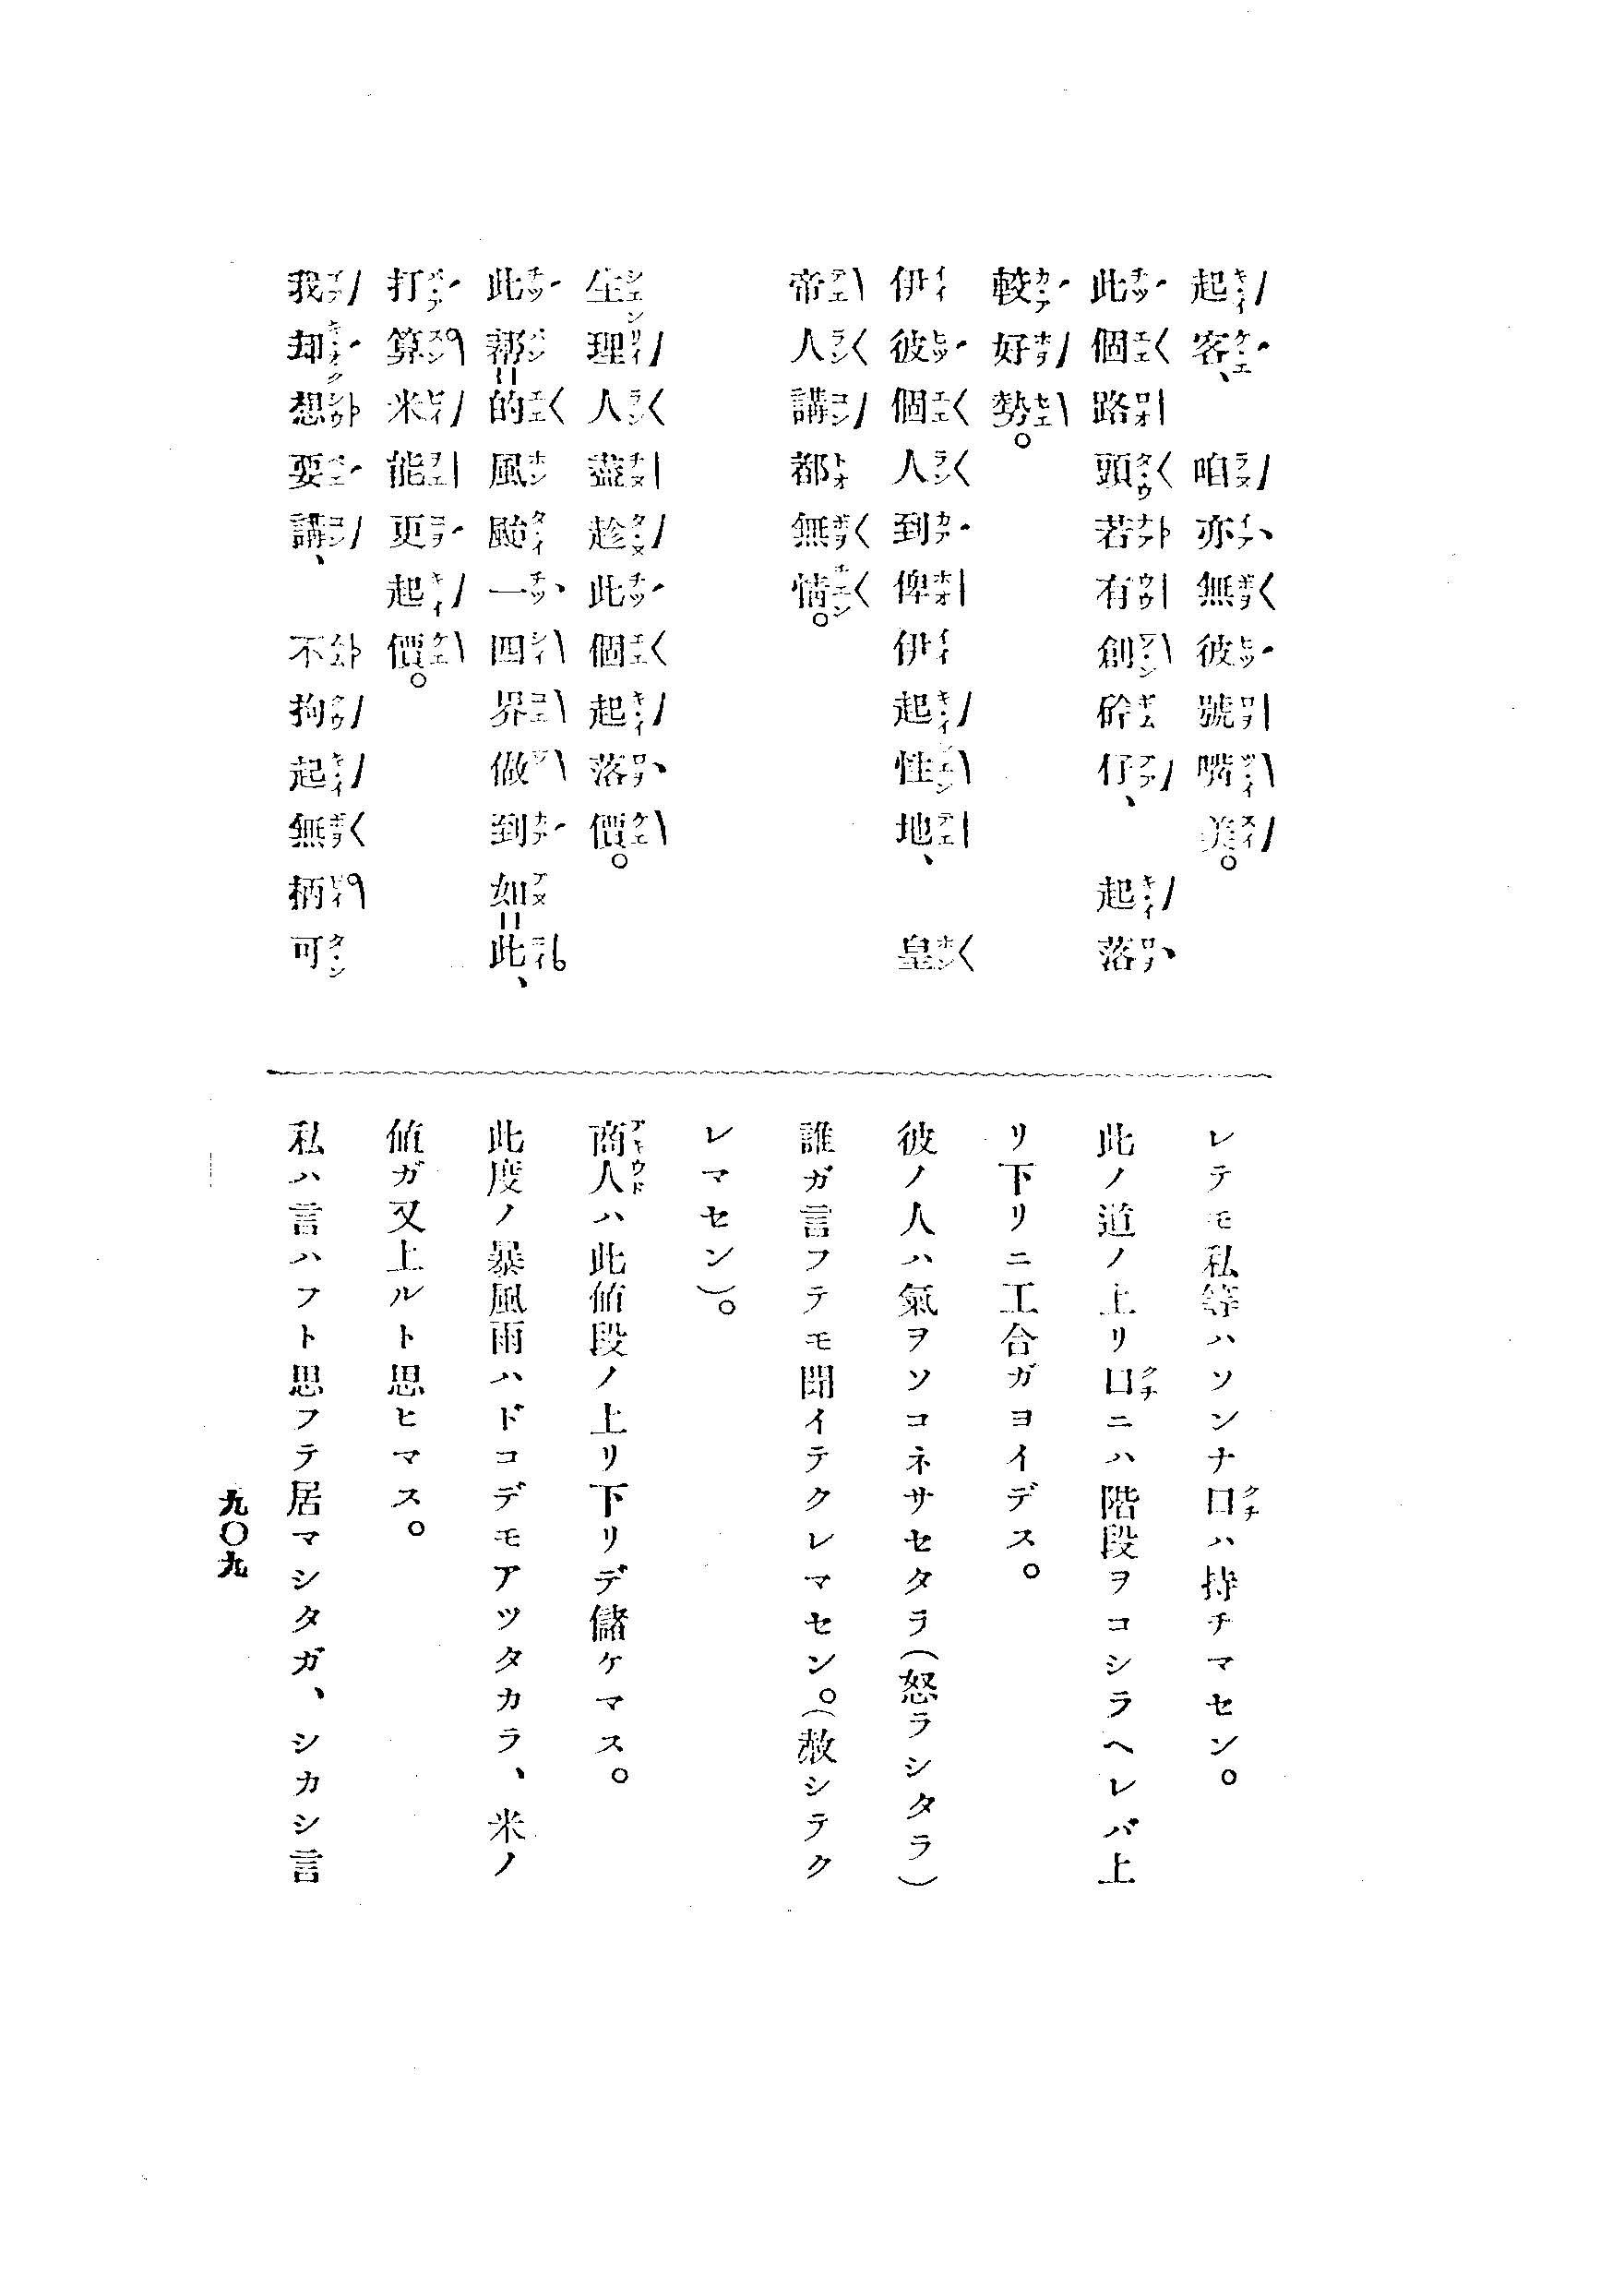 起客、咱亦無彼號嘴美。
此個路頭若有創砛仔、起落
較好勢。
伊彼個人到俾伊起性地、皇
帝人講都無情。
生理人盡趁此個起落價。
此幫的風颱一四界做到如此、
打算米能更起價。
我却想要講、不拘起無柄可
レテモ私等ハソンナ口ハ持チマセン。
此ノ道ノ上リ口ニハ階段ヲコシラヘレバ上
リ下リニ工合ガヨイデス。
彼ノ人ハ氣ヲソコネサセタラ(怒ラシタラ)
誰ガ言フテモ聞イテクレマセン。(赦シテク
レマセン)。
商人ハ此値段ノ上リ下リデ儲ケマス。
此度ノ暴風雨ハドコデモアツタカラ、米ノ
値ガ又上ルト思ヒマス。
私ハ言ハフト思フテ居マシタガ、シカシ言
九〇九